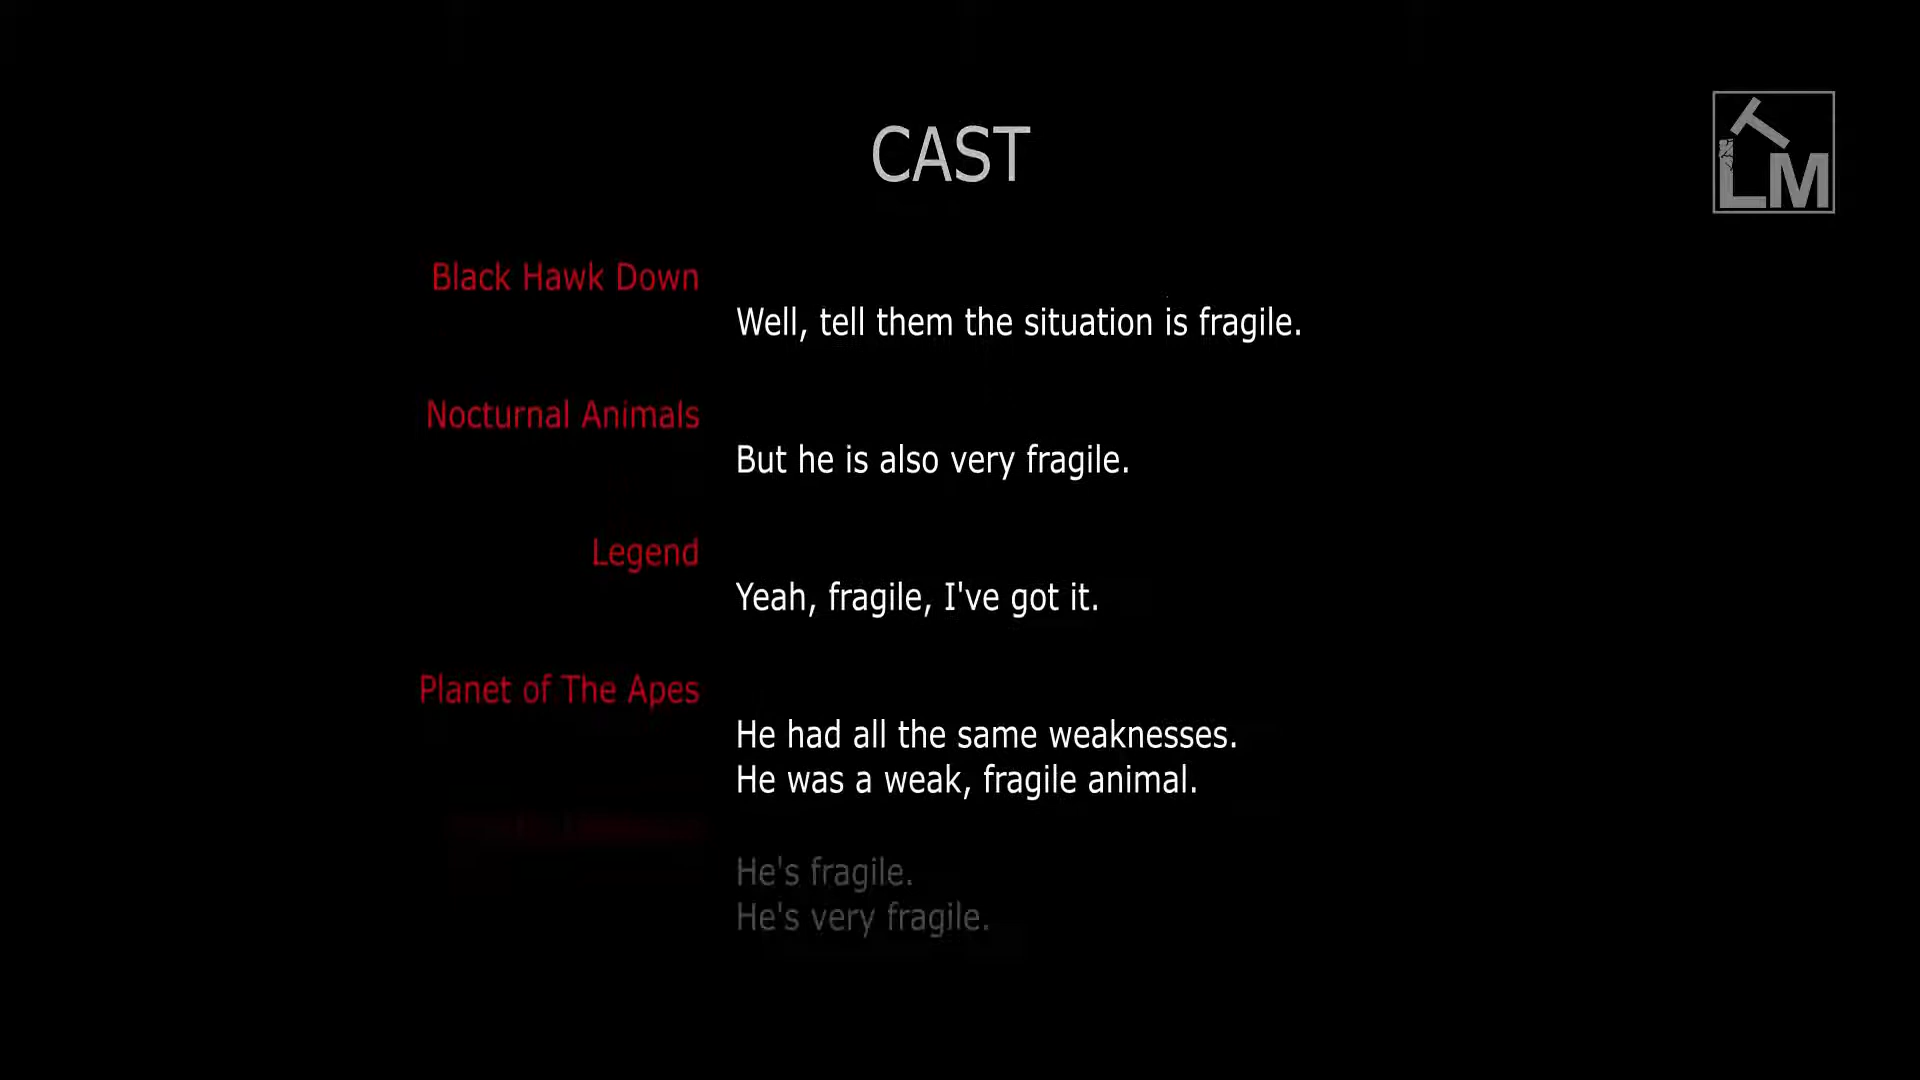 CAST
TLM
Black Hawk Down
Well, tell them the situation is fragile.
Nocturnal Animals
But he is also very fragile.
Legend
Yeah, fragile, I've got it.
Planet of The Apes
He had all the same weaknesses.
He was a weak, fragile animal.
He's fragile.
He's very fragile.